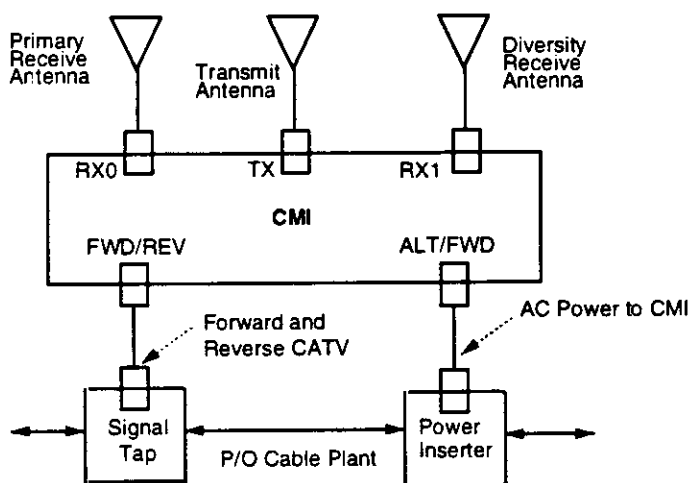 Primary
Receive
Antenna
Transmit
Antenna
Diversity
Receive
Antenna
RX0
TX
RX1
CMI
FWD/REV
ALT/FWD
Forward and
Reverse CATV
AC Power to CMI
Signal
Tap
P/O Cable Plant
Power
Inserter